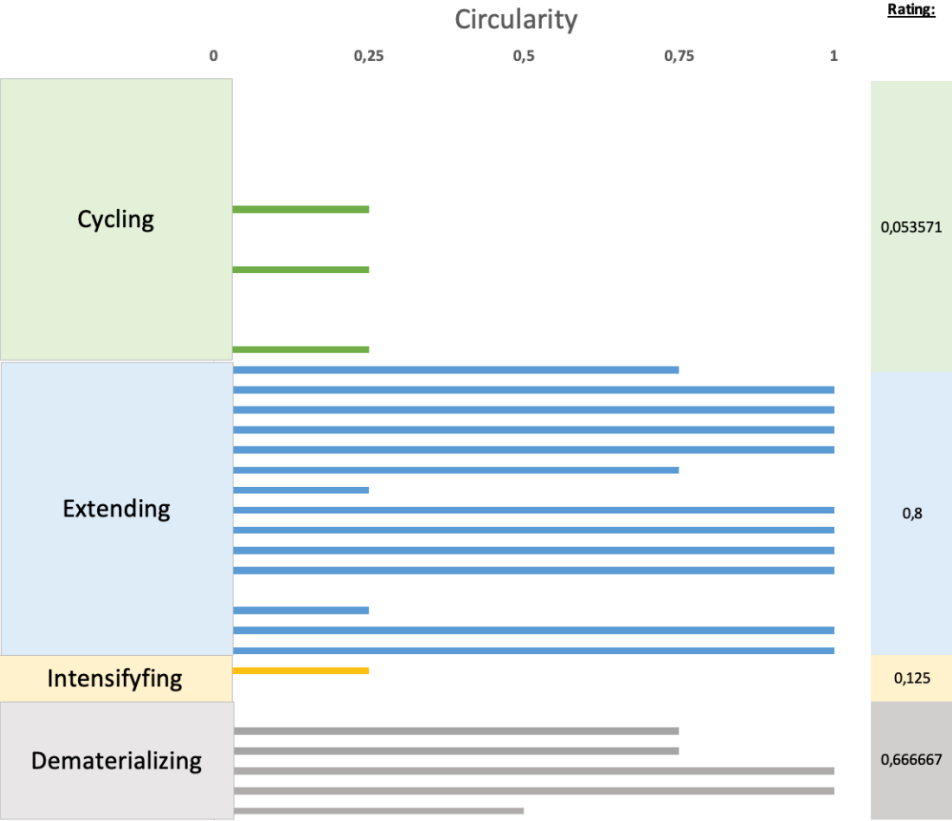 Circularity
Rating:
0 0,25 0,5 0,75 1
Cycling
0,053571
Extending
0,8
Intensifyfing
0,125
Dematerializing
0,666667